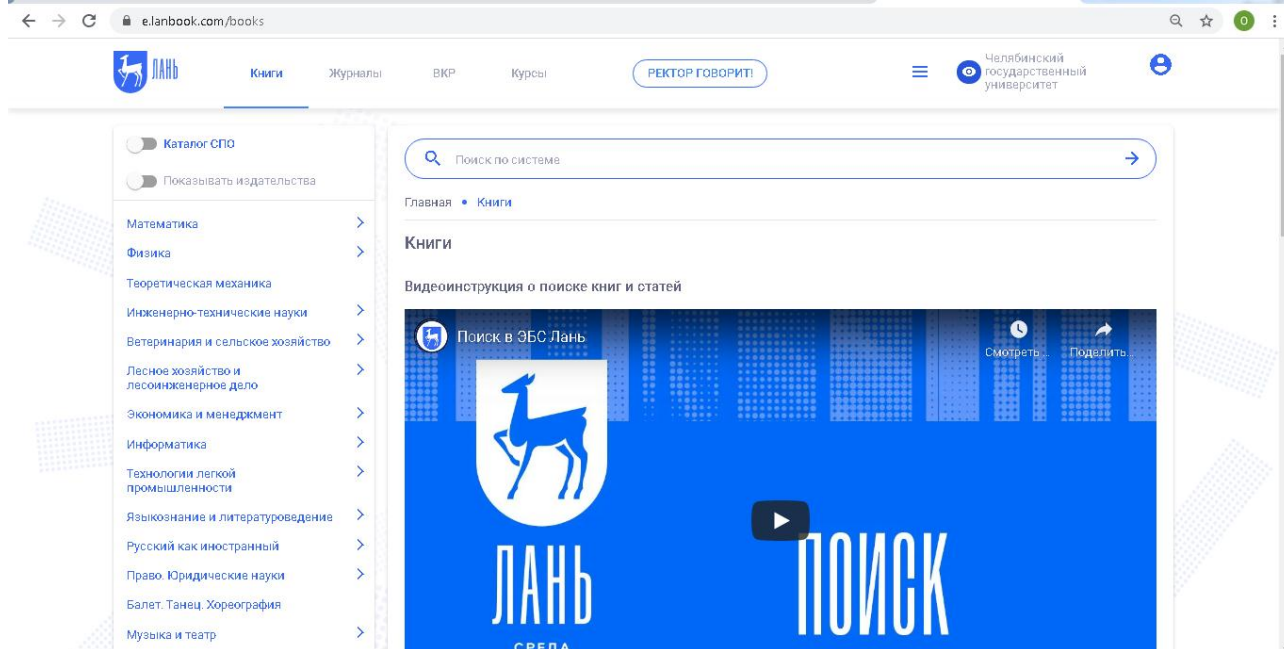 e.lanbook.com/books
О
ЛАНЬ
Книги
Журналы
ВКР
Курсы
РЕКТОР ГОВОРИТ!
Челябинский
государственный
университет
Каталог СПО
Показывать издательства
Математика
Физика
Теоретическая механика
Инженерно-технические науки
Ветеринария и сельское хозяйство
Лесное хозяйство и
лесоинженерное дело
Экономика и менеджмент
Информатика
Технологии легкой
промышленности
Языкознание и литературоведение
Русский как иностранный
Право. Юридические науки
Балет. Танец. Хореография
Музыка и театр
Поиск по системе
Главная • Книги
Книги
Видеоинструкция о поиске книг и статей
Поиск в ЭБС Лань
Смотреть...
Поделить...
ЛАНЬ
СРЕДА
ПОИСК